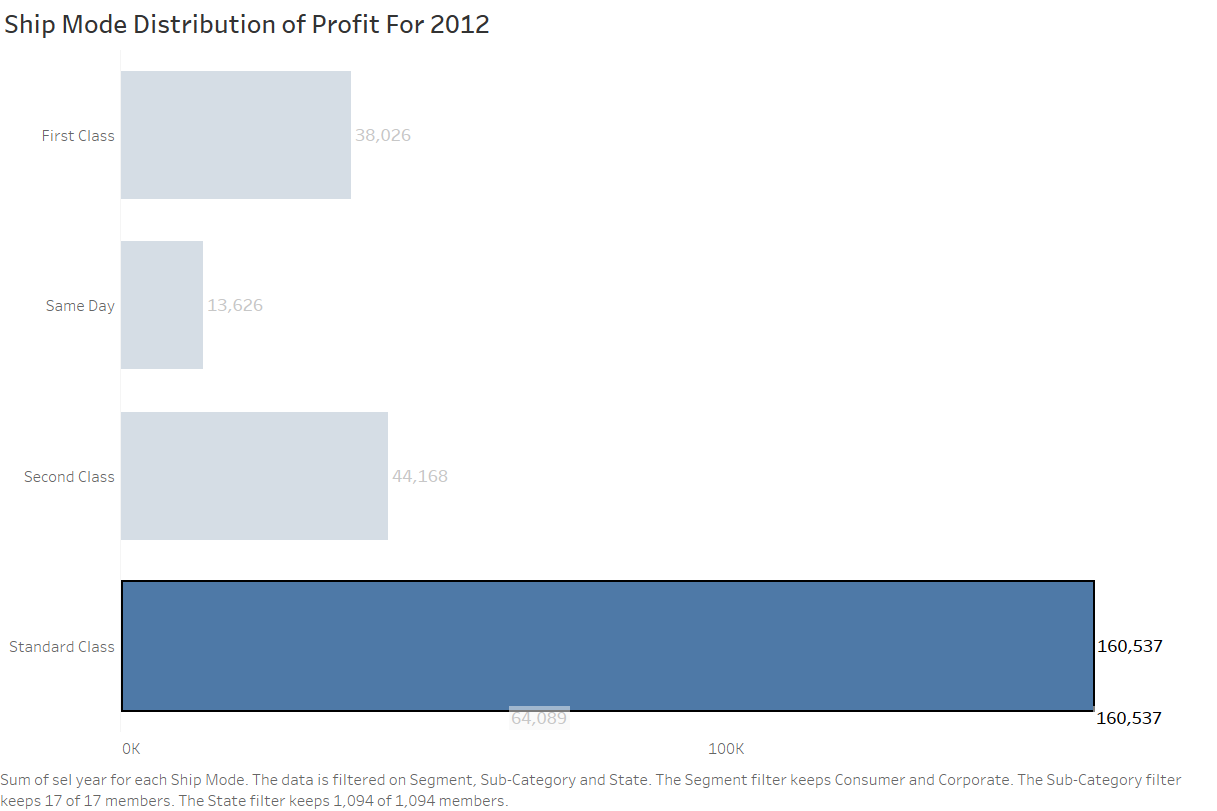 Ship Mode Distribution of Profit For 2012
First Class
38,026
Same Day
13,626
Second Class
44,168
Standard Class
160,537
64,089
160,537
0K
100K
Sum of sel year for each Ship Mode. The data is filtered on Segment, Sub-Category and State. The Segment filter keeps Consumer and Corporate. The Sub-Category filter
keeps 17 of 17 members. The State filter keeps 1,094 of 1,094 members.